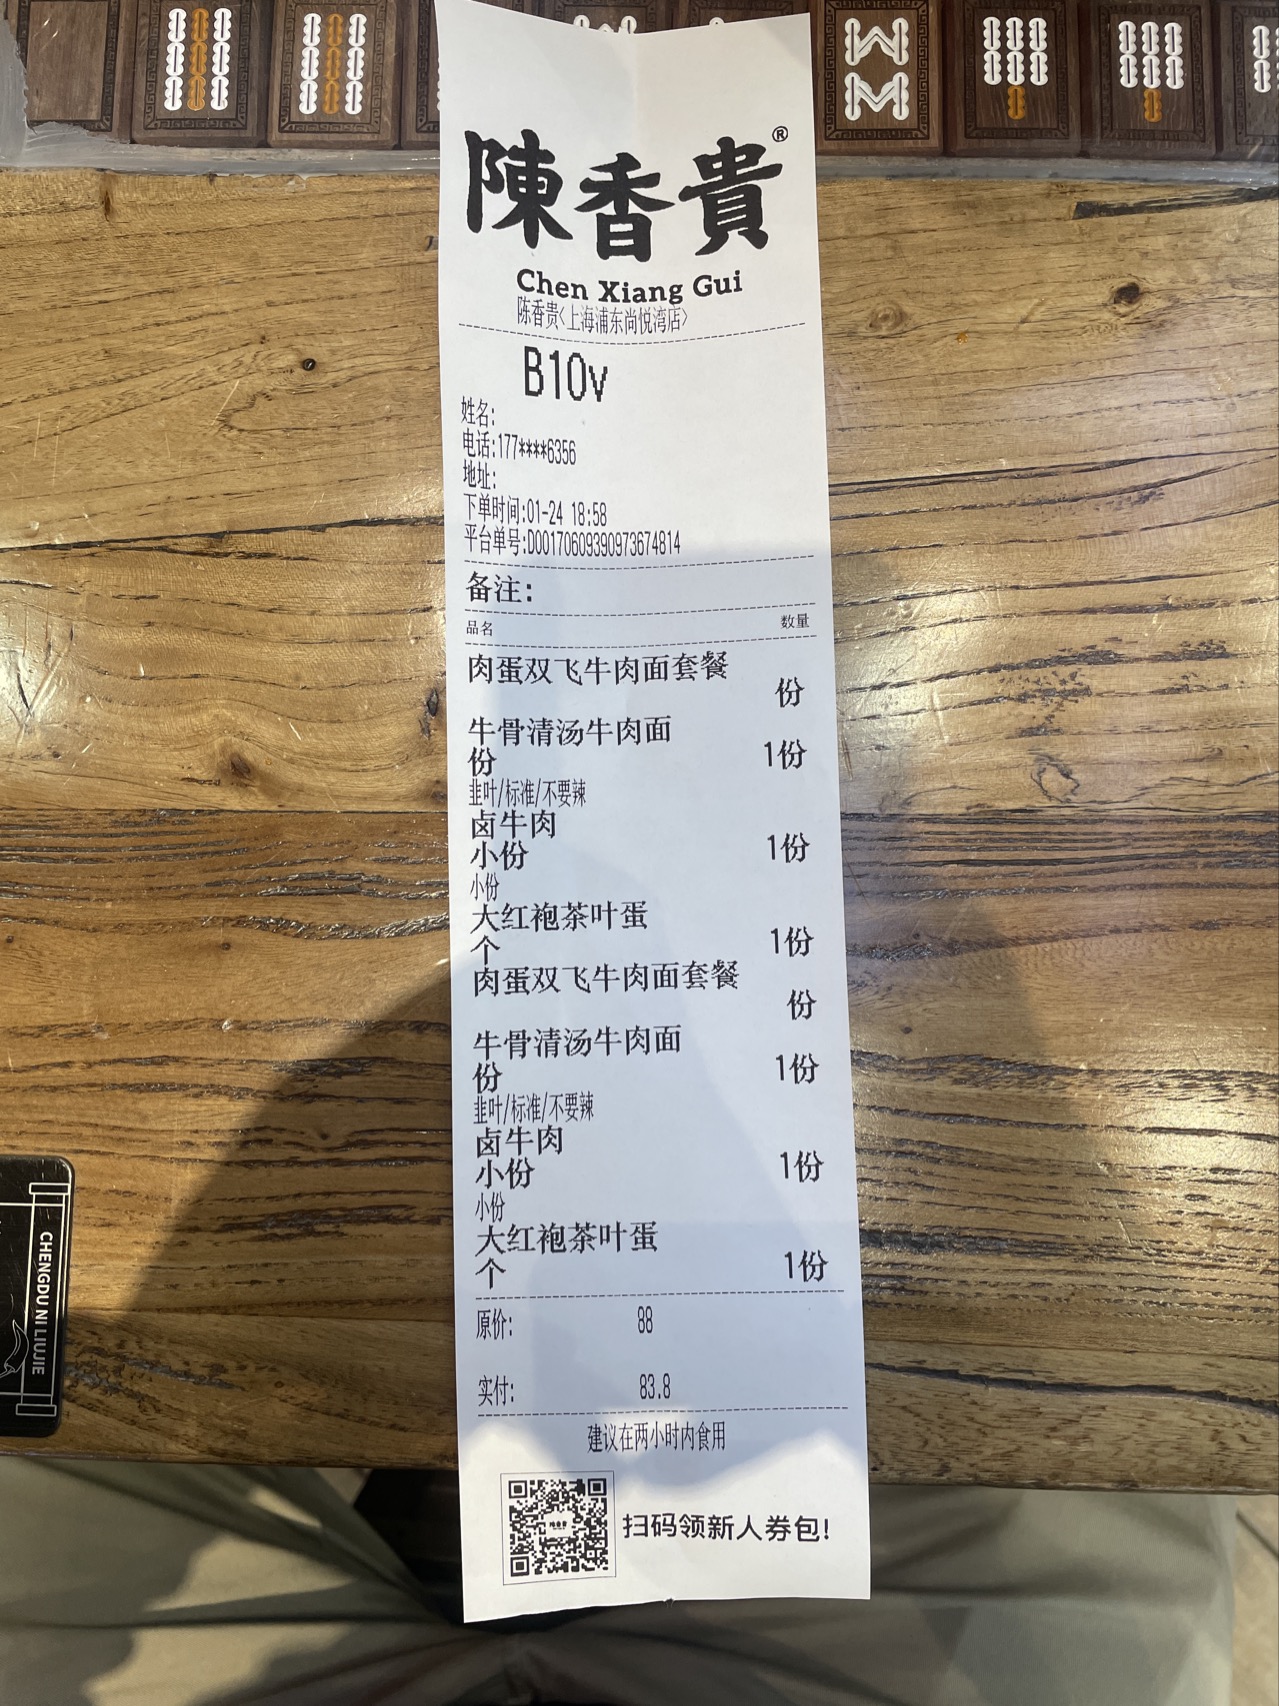 陳香貴®
Chen Xiang Gui
陈香贵<上海浦东尚悦湾店>
B10v
姓名:
电话:177****6356
地址:
下单时间:01-24 18:58
平台单号:D001706093909736748​14
备注:
品名 数量
肉蛋双飞牛肉面套餐
份
牛骨清汤牛肉面
份 1份
韭叶/标准/不要辣
卤牛肉
小份 1份
小份
大红袍茶叶蛋
个 1份
肉蛋双飞牛肉面套餐
份
牛骨清汤牛肉面
份 1份
韭叶/标准/不要辣
卤牛肉
小份 1份
小份
大红袍茶叶蛋
个 1份
原价: 88
实付: 83.8
建议在两小时内食用
扫码领新人券包!
CHENGDU NI LIUJIE